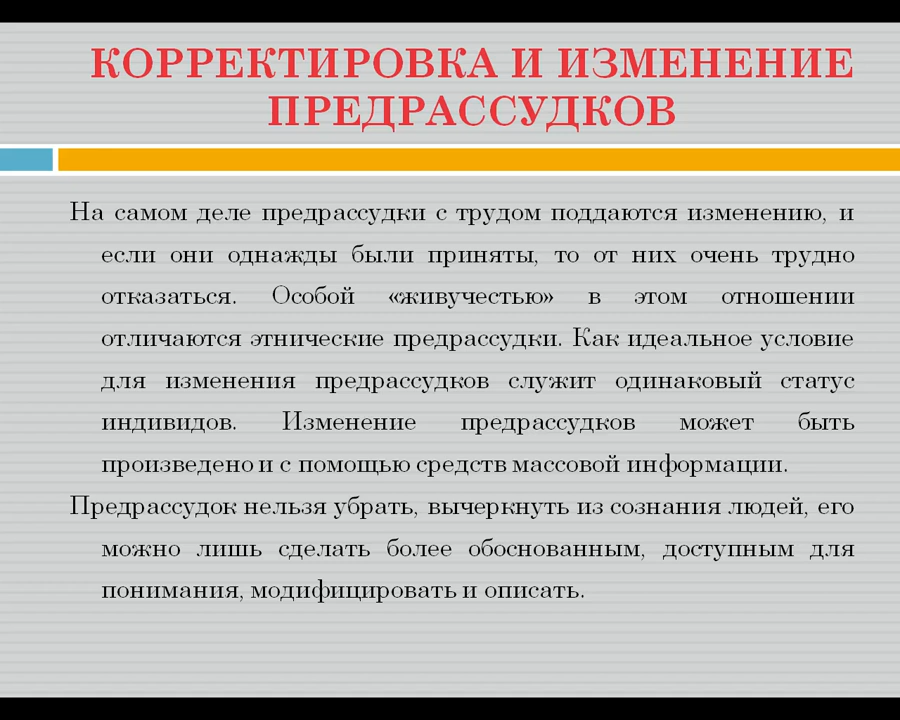 КОРРЕКТИРОВКА И ИЗМЕНЕНИЕ
ПРЕДРАССУДКОВ
На самом деле предрассудки с трудом поддаются изменению, и
если они однажды были приняты, то от них очень трудно
отказаться. Особой «живучестью» в этом отношении
отличаются этнические предрассудки. Как идеальное условие
для изменения предрассудков служит одинаковый статус
индивидов. Изменение предрассудков может быть
произведено и с помощью средств массовой информации.
Предрассудок нельзя убрать, вычеркнуть из сознания людей, его
можно лишь сделать более обоснованным, доступным для
понимания, модифицировать и описать.